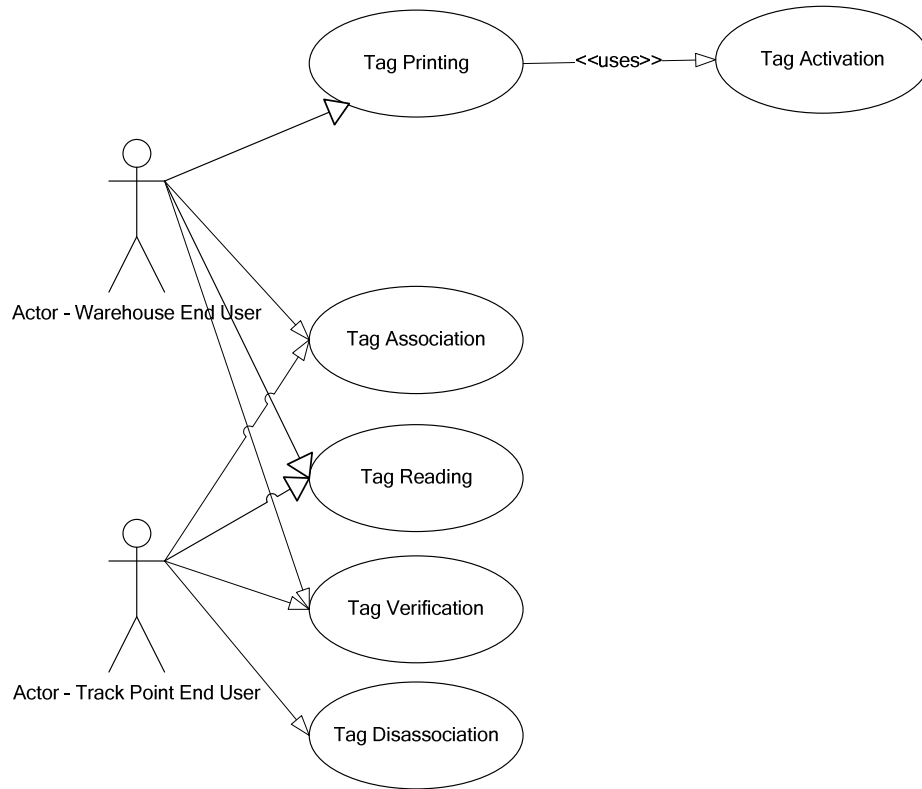 Tag Printing
<<uses>>
Tag Activation
Actor - Warehouse End User
Tag Association
Tag Reading
Tag Verification
Actor - Track Point End User
Tag Disassociation